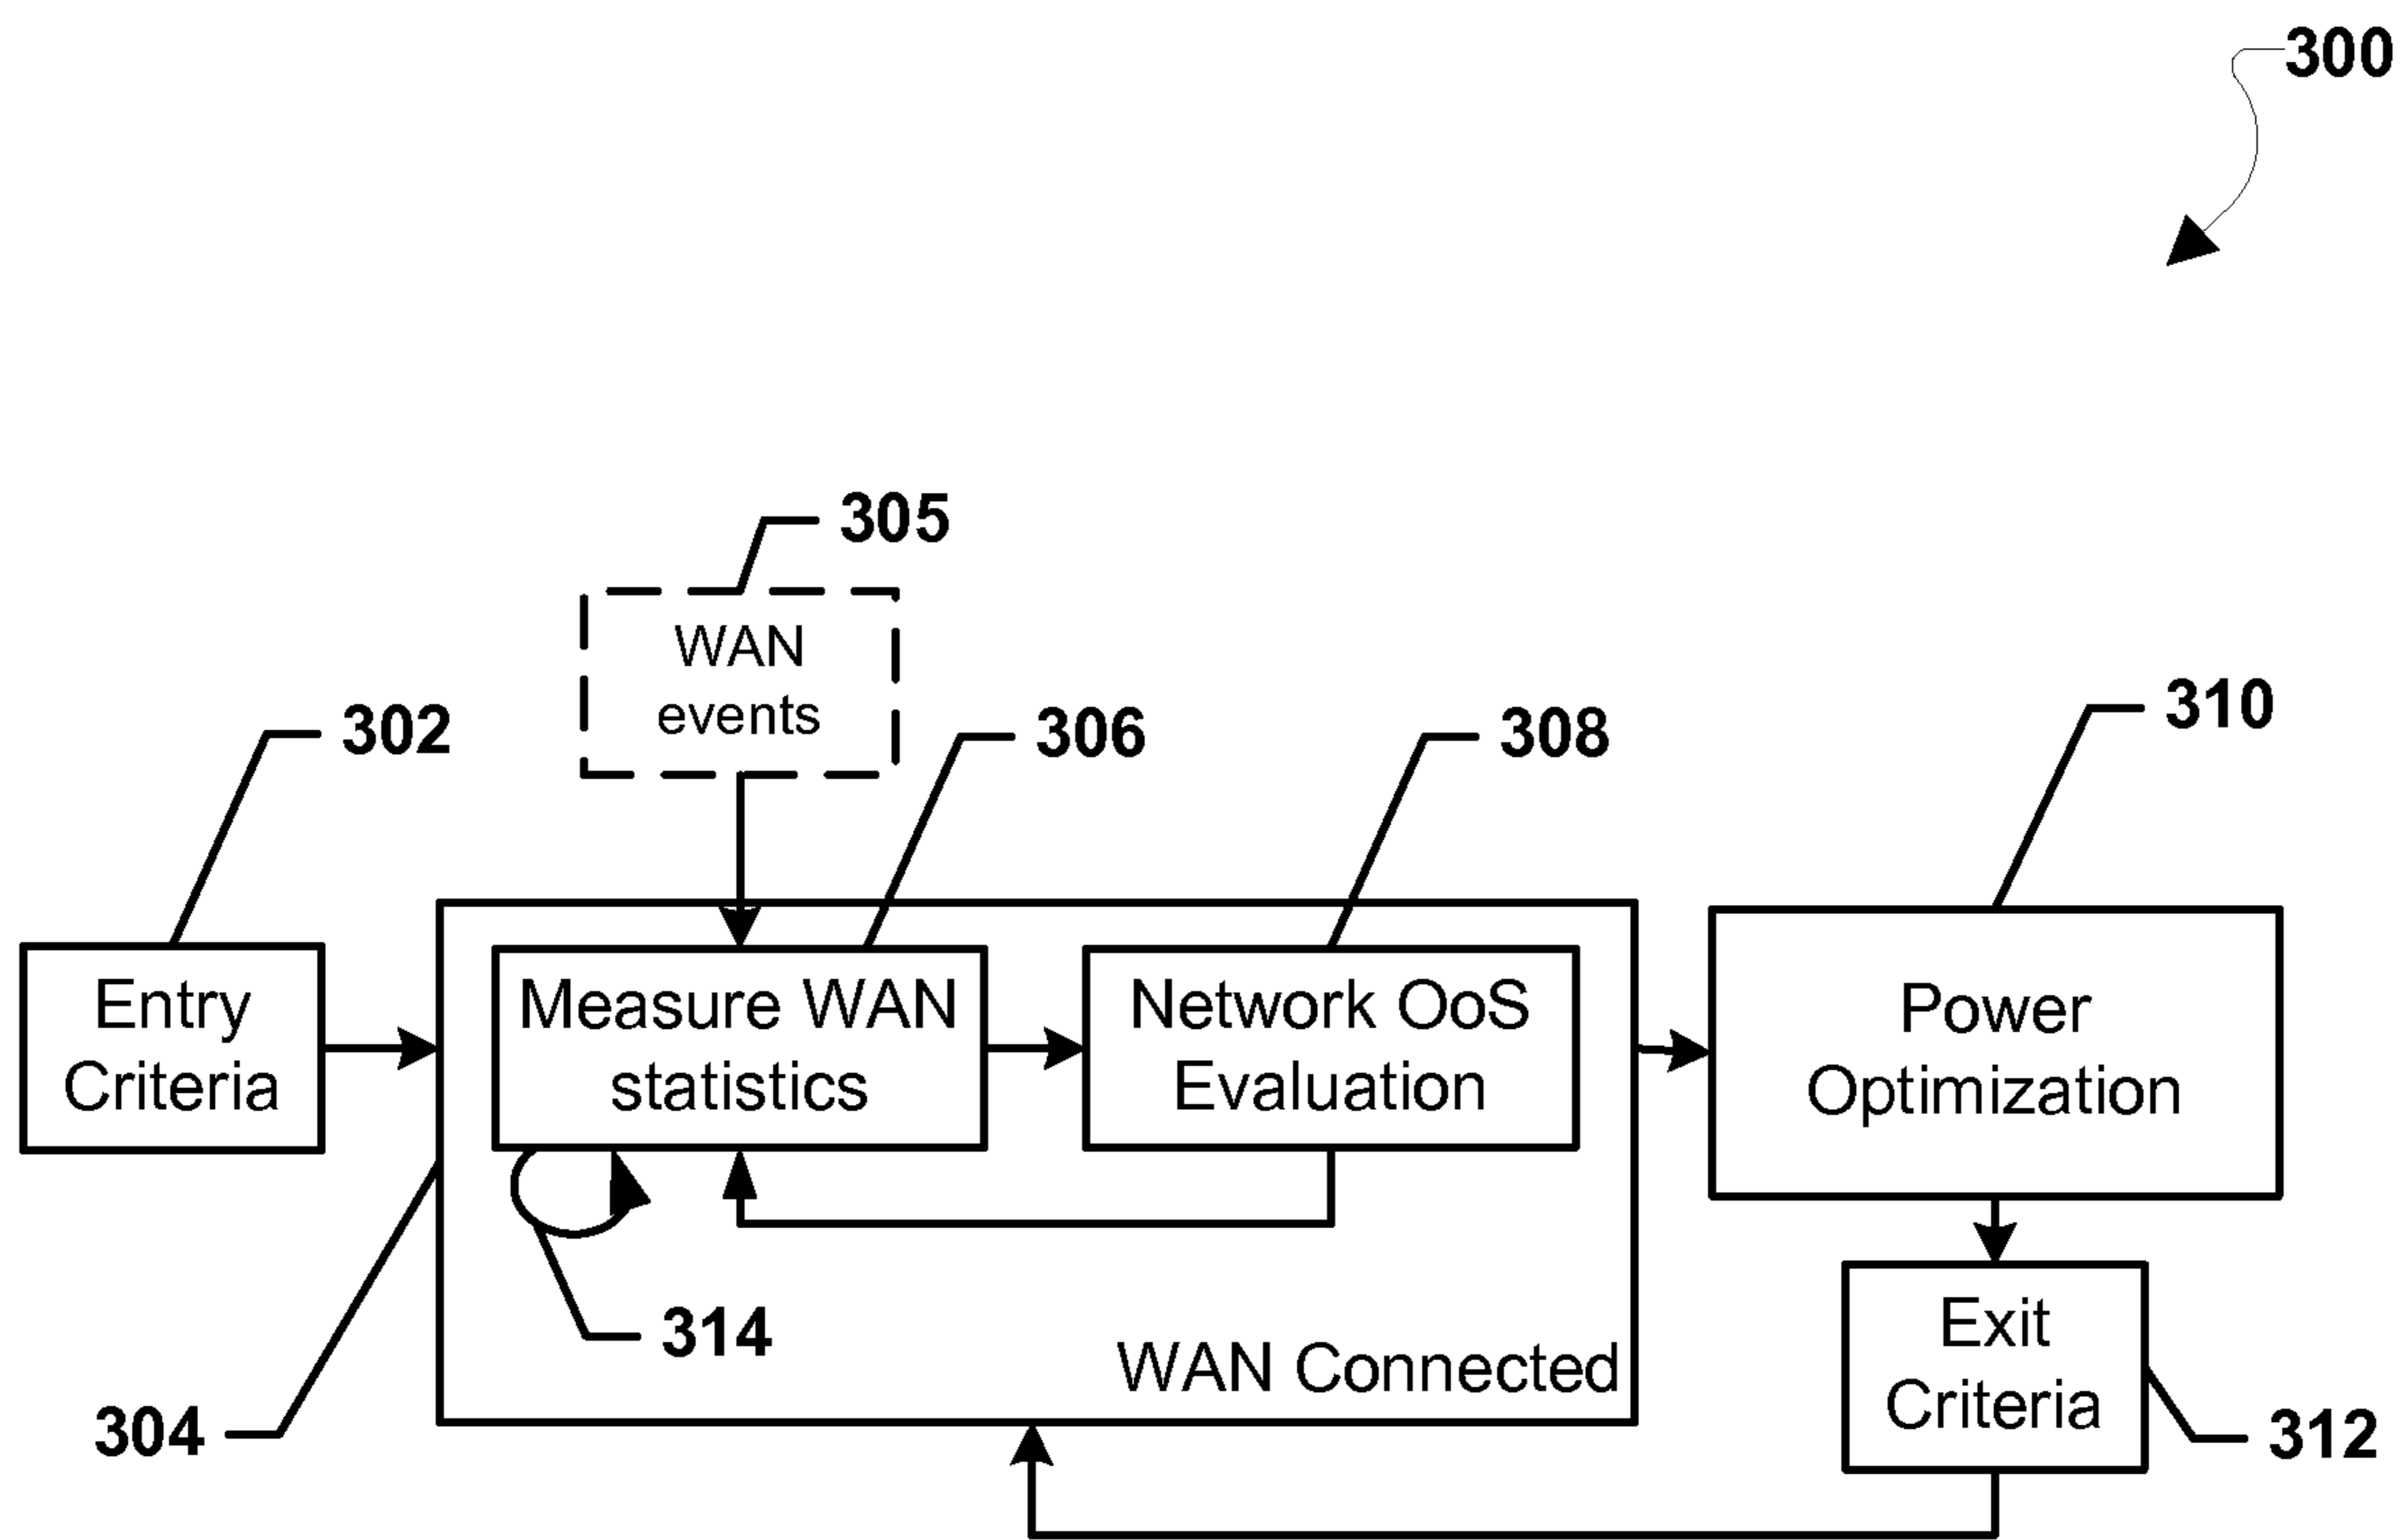 300
305
WAN
events
302
306
308
310
Entry
Criteria
Measure WAN
statistics
Network OoS
Evaluation
Power
Optimization
314
WAN Connected
Exit
Criteria
304
312